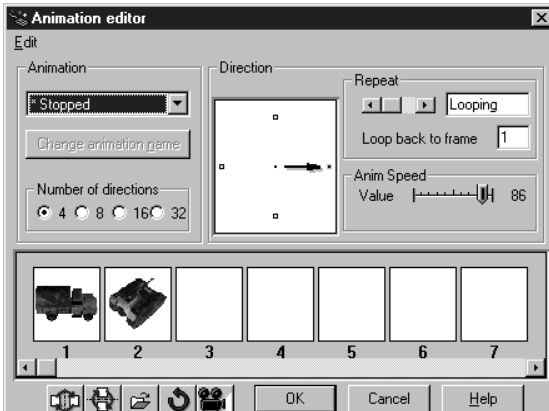 Animation editor
Edit
Animation
* Stopped
Change animation name
Number of directions
4 8 16 32
Direction
Repeat
Looping
Loop back to frame 1
Anim Speed
Value 86
1 2 3 4 5 6 7
OK Cancel Help